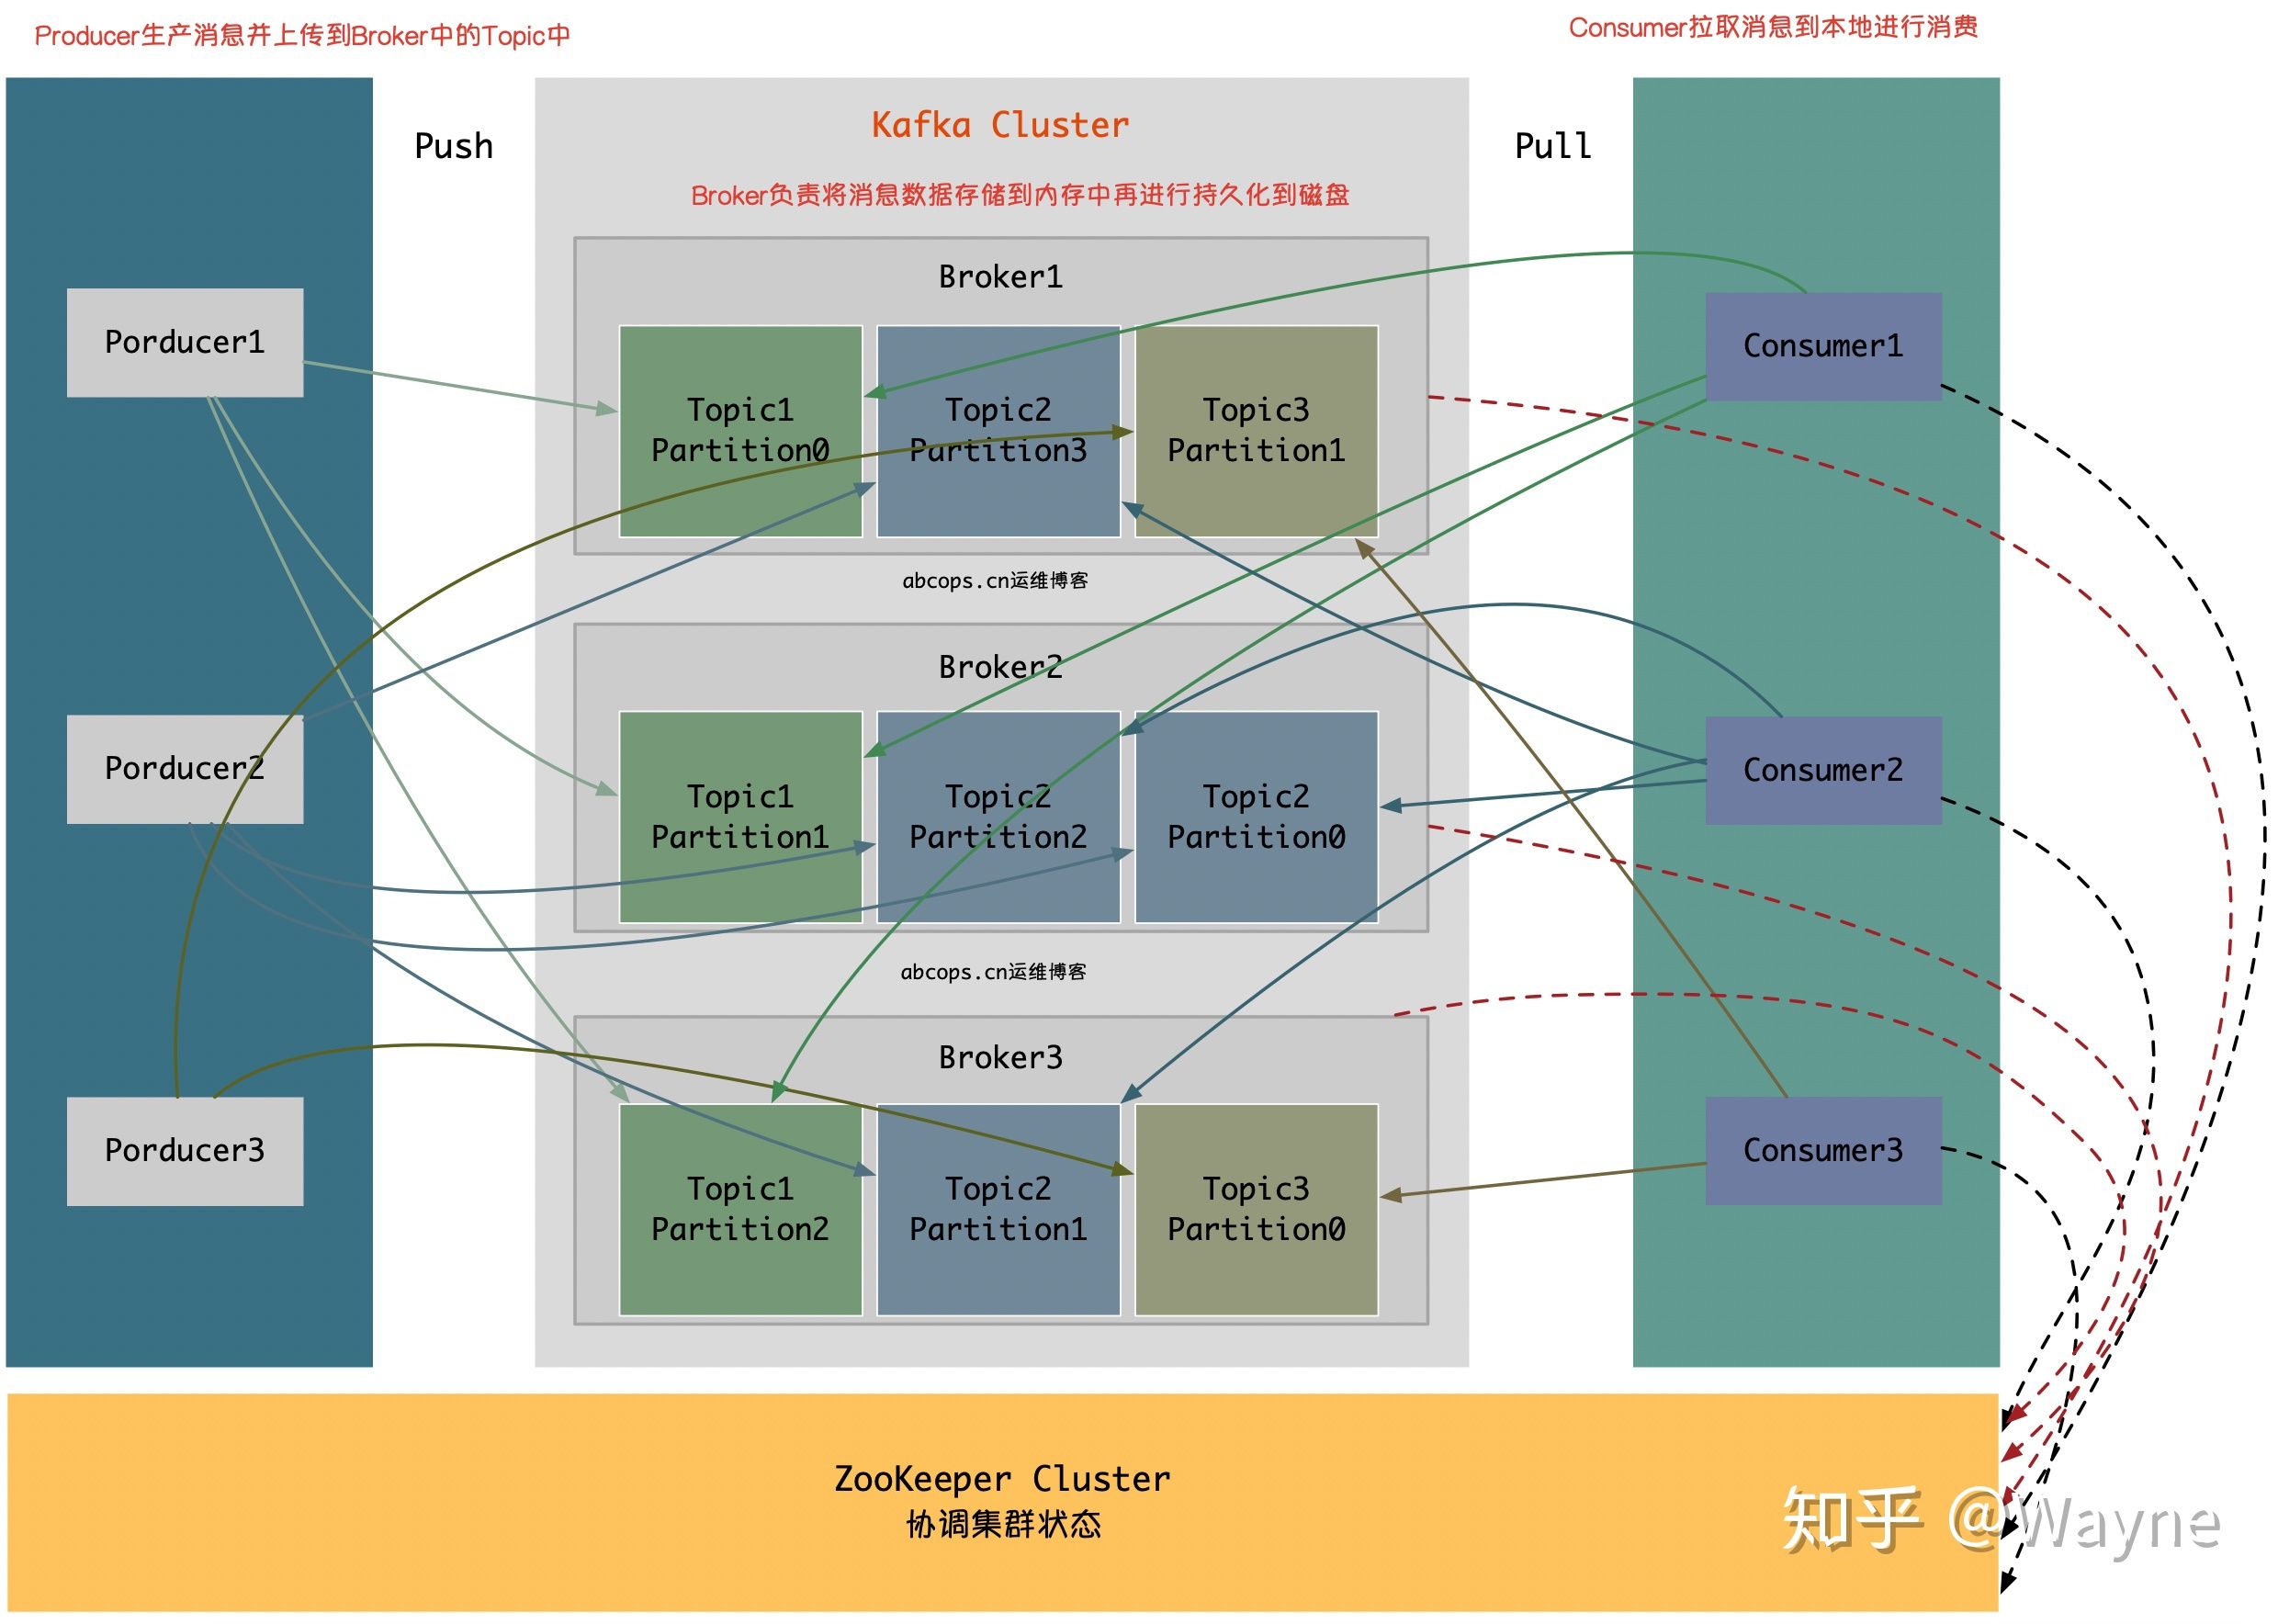 Producer生产消息并上传到Broker中的Topic中
Consumer拉取消息到本地进行消费
Push
Kafka Cluster
Pull
Broker负责将消息数据存储到内存中再进行持久化到磁盘
Broker1
Porducer1
Consumer1
Topic1
Partition0
Topic2
Partition3
Topic3
Partition1
abcops.cn运维博客
Broker2
Porducer2
Consumer2
Topic1
Partition1
Topic2
Partition2
Topic2
Partition0
abcops.cn运维博客
Broker3
Porducer3
Consumer3
Topic1
Partition2
Topic2
Partition1
Topic3
Partition0
ZooKeeper Cluster
协调集群状态
知乎 @Wayne